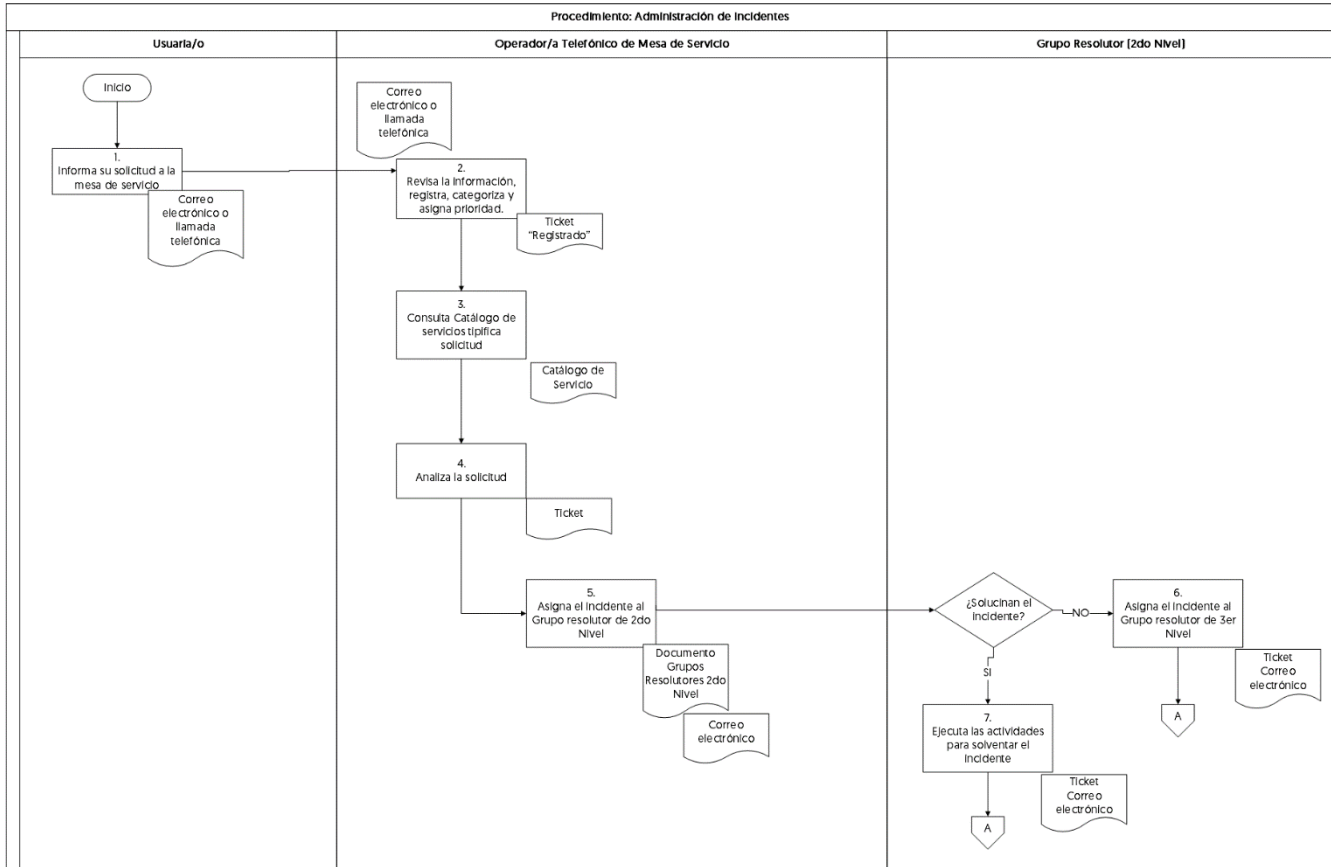 Procedimiento: Administración de Incidentes
Usuaria/o
Operador/a Telefónico de Mesa de Servicio
Grupo Resolutor (2do Nivel)
Inicio
1.
Informa su solicitud a la
mesa de servicio
Correo
electrónico o
llamada
telefónica
Correo
electrónico o
llamada
telefónica
2.
Revisa la información,
registra, categoriza y
asigna prioridad.
Ticket
"Registrado"
3.
Consulta Catálogo de
servicios tipifica
solicitud
Catálogo de
Servicio
4.
Analiza la solicitud
Ticket
5.
Asigna el incidente al
Grupo resolutor de 2do
Nivel
Documento
Grupos
Resolutores 2do
Nivel
Correo
electrónico
¿Solucinan el
incidente?
NO
6.
Asigna el incidente al
Grupo resolutor de 3er
Nivel
Ticket
Correo
electrónico
A
SI
7.
Ejecuta las actividades
para solventar el
incidente
Ticket
Correo
electrónico
A